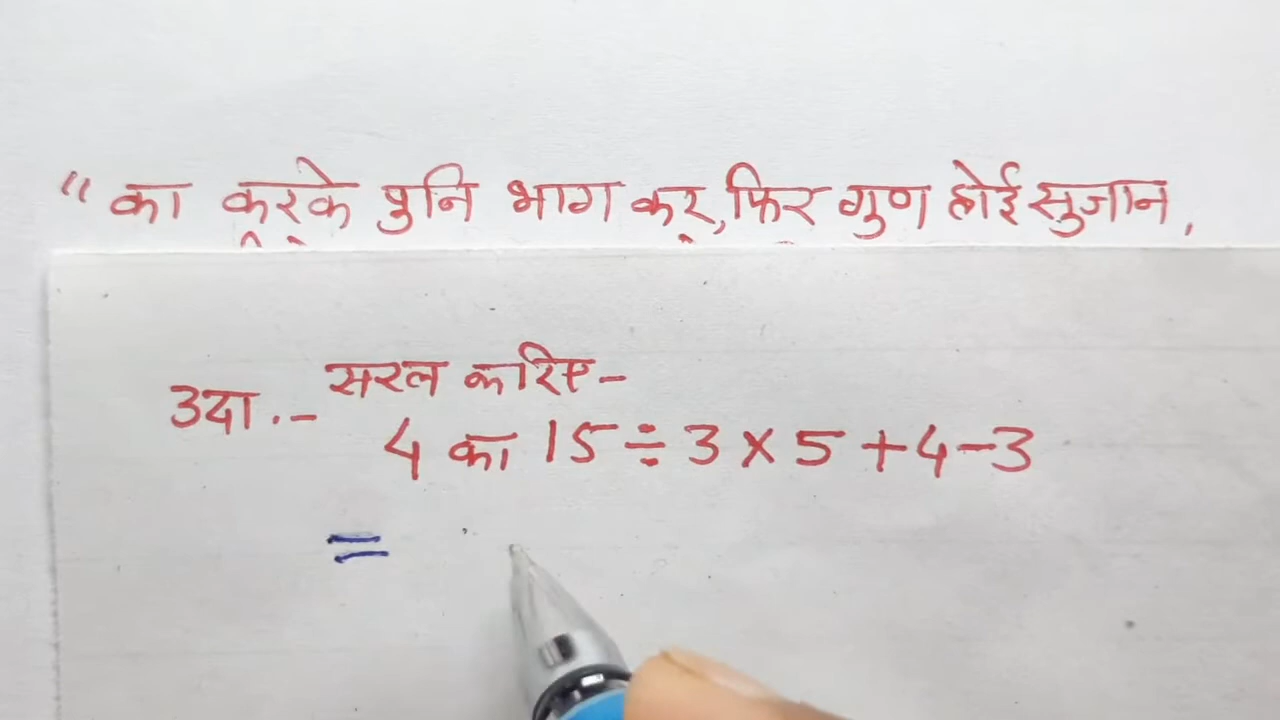 “ का करके पुनि भाग कर, फिर गुण होई सुजान,
उदा.- सरल करिए-
4 का 15 ÷ 3 × 5 + 4 - 3
=